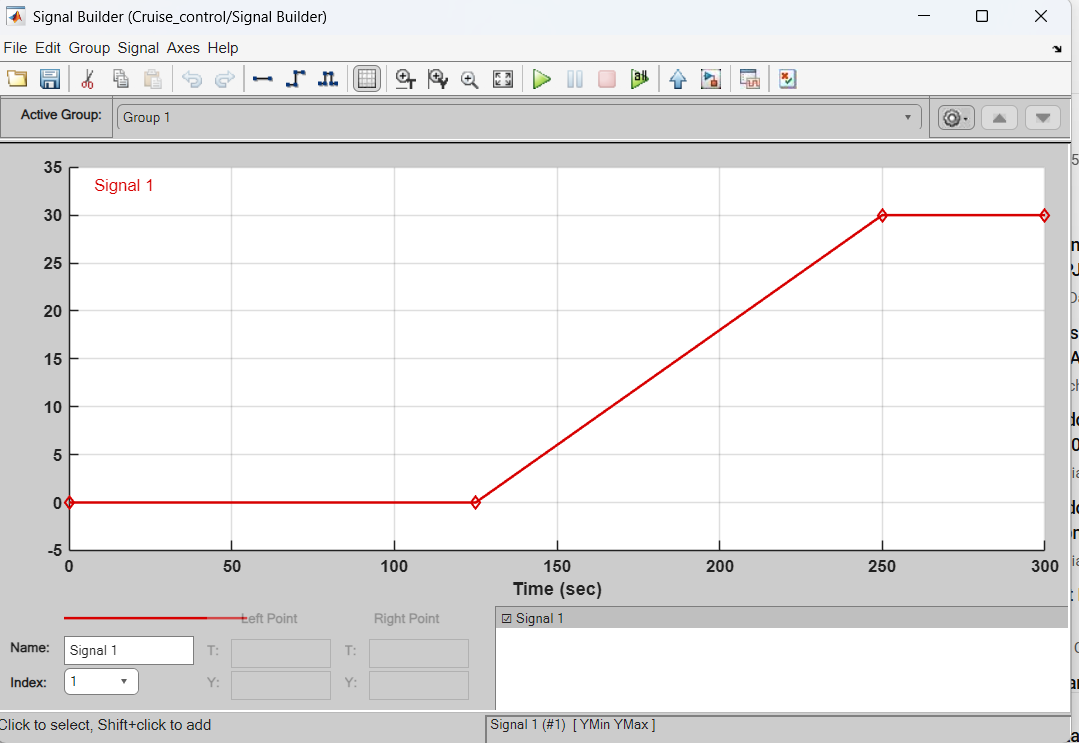 Signal Builder (Cruise_control/Signal Builder)
File Edit Group Signal Axes Help
Active Group: Group 1
35
Signal 1
30
25
20
15
10
5
0
-5
0 50 100 150 200 250 300
Time (sec)
Left Point Right Point
Signal 1
Name: Signal 1 T: T:
Index: 1 Y: Y:
Click to select, Shift+click to add
Signal 1 (#1) [ YMin YMax ]